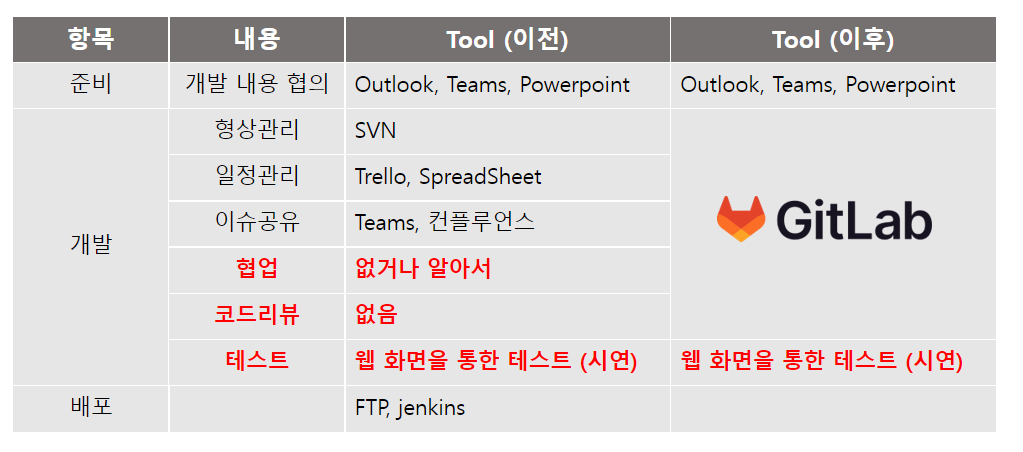 항목 내용 Tool (이전) Tool (이후)
준비 개발 내용 협의 Outlook, Teams, Powerpoint Outlook, Teams, Powerpoint
개발 형상관리 SVN GitLab
일정관리 Trello, SpreadSheet
이슈공유 Teams, 컨플루언스
협업 없거나 알아서
코드리뷰 없음
테스트 웹 화면을 통한 테스트 (시연) 웹 화면을 통한 테스트 (시연)
배포 FTP, jenkins